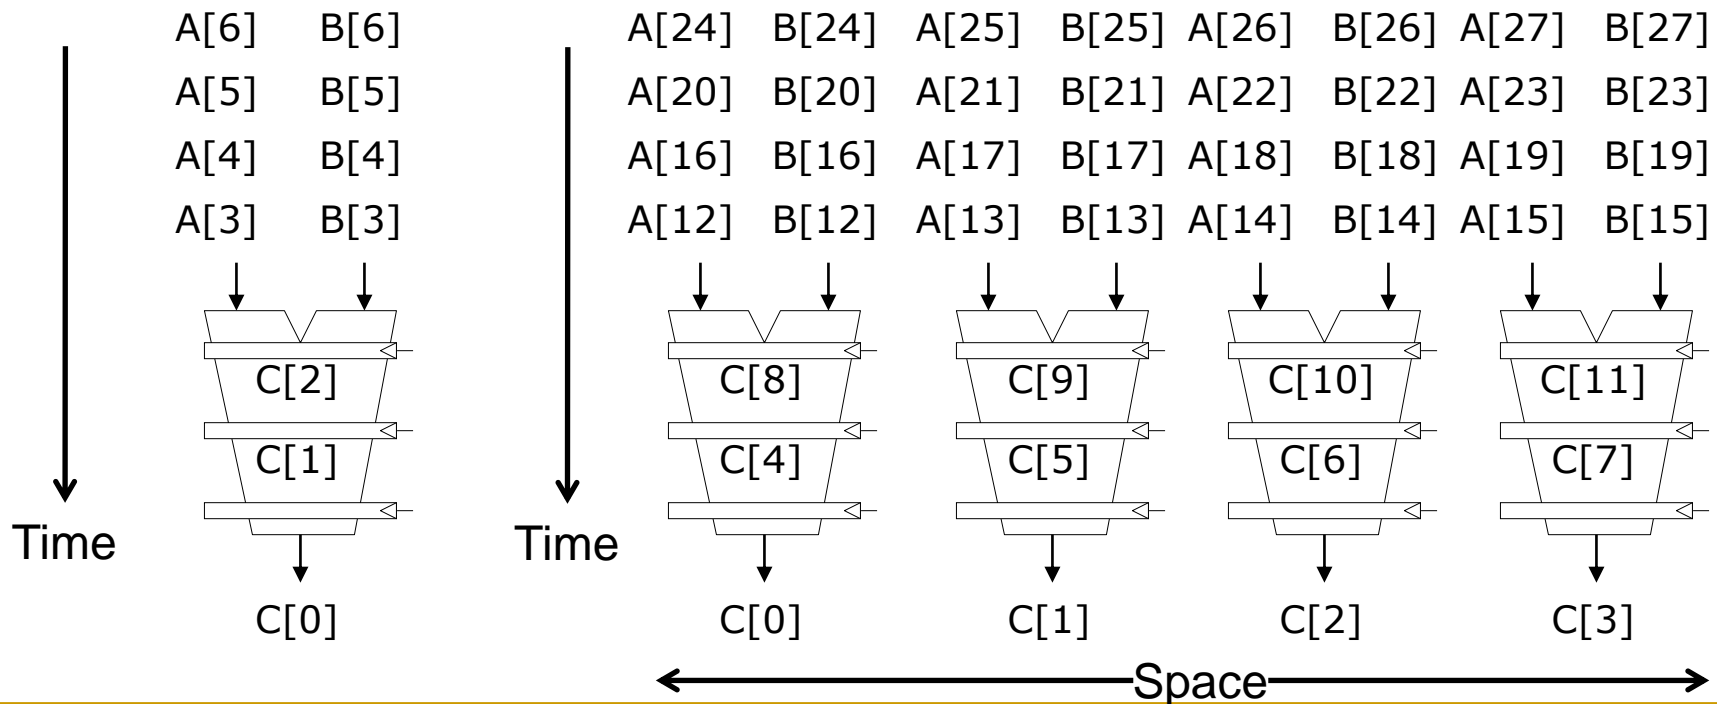 A[6] B[6] A[24] B[24] A[25] B[25] A[26] B[26] A[27] B[27]
A[5] B[5] A[20] B[20] A[21] B[21] A[22] B[22] A[23] B[23]
A[4] B[4] A[16] B[16] A[17] B[17] A[18] B[18] A[19] B[19]
A[3] B[3] A[12] B[12] A[13] B[13] A[14] B[14] A[15] B[15]
C[2] C[8] C[9] C[10] C[11]
C[1] C[4] C[5] C[6] C[7]
Time Time
C[0] C[0] C[1] C[2] C[3]
Space